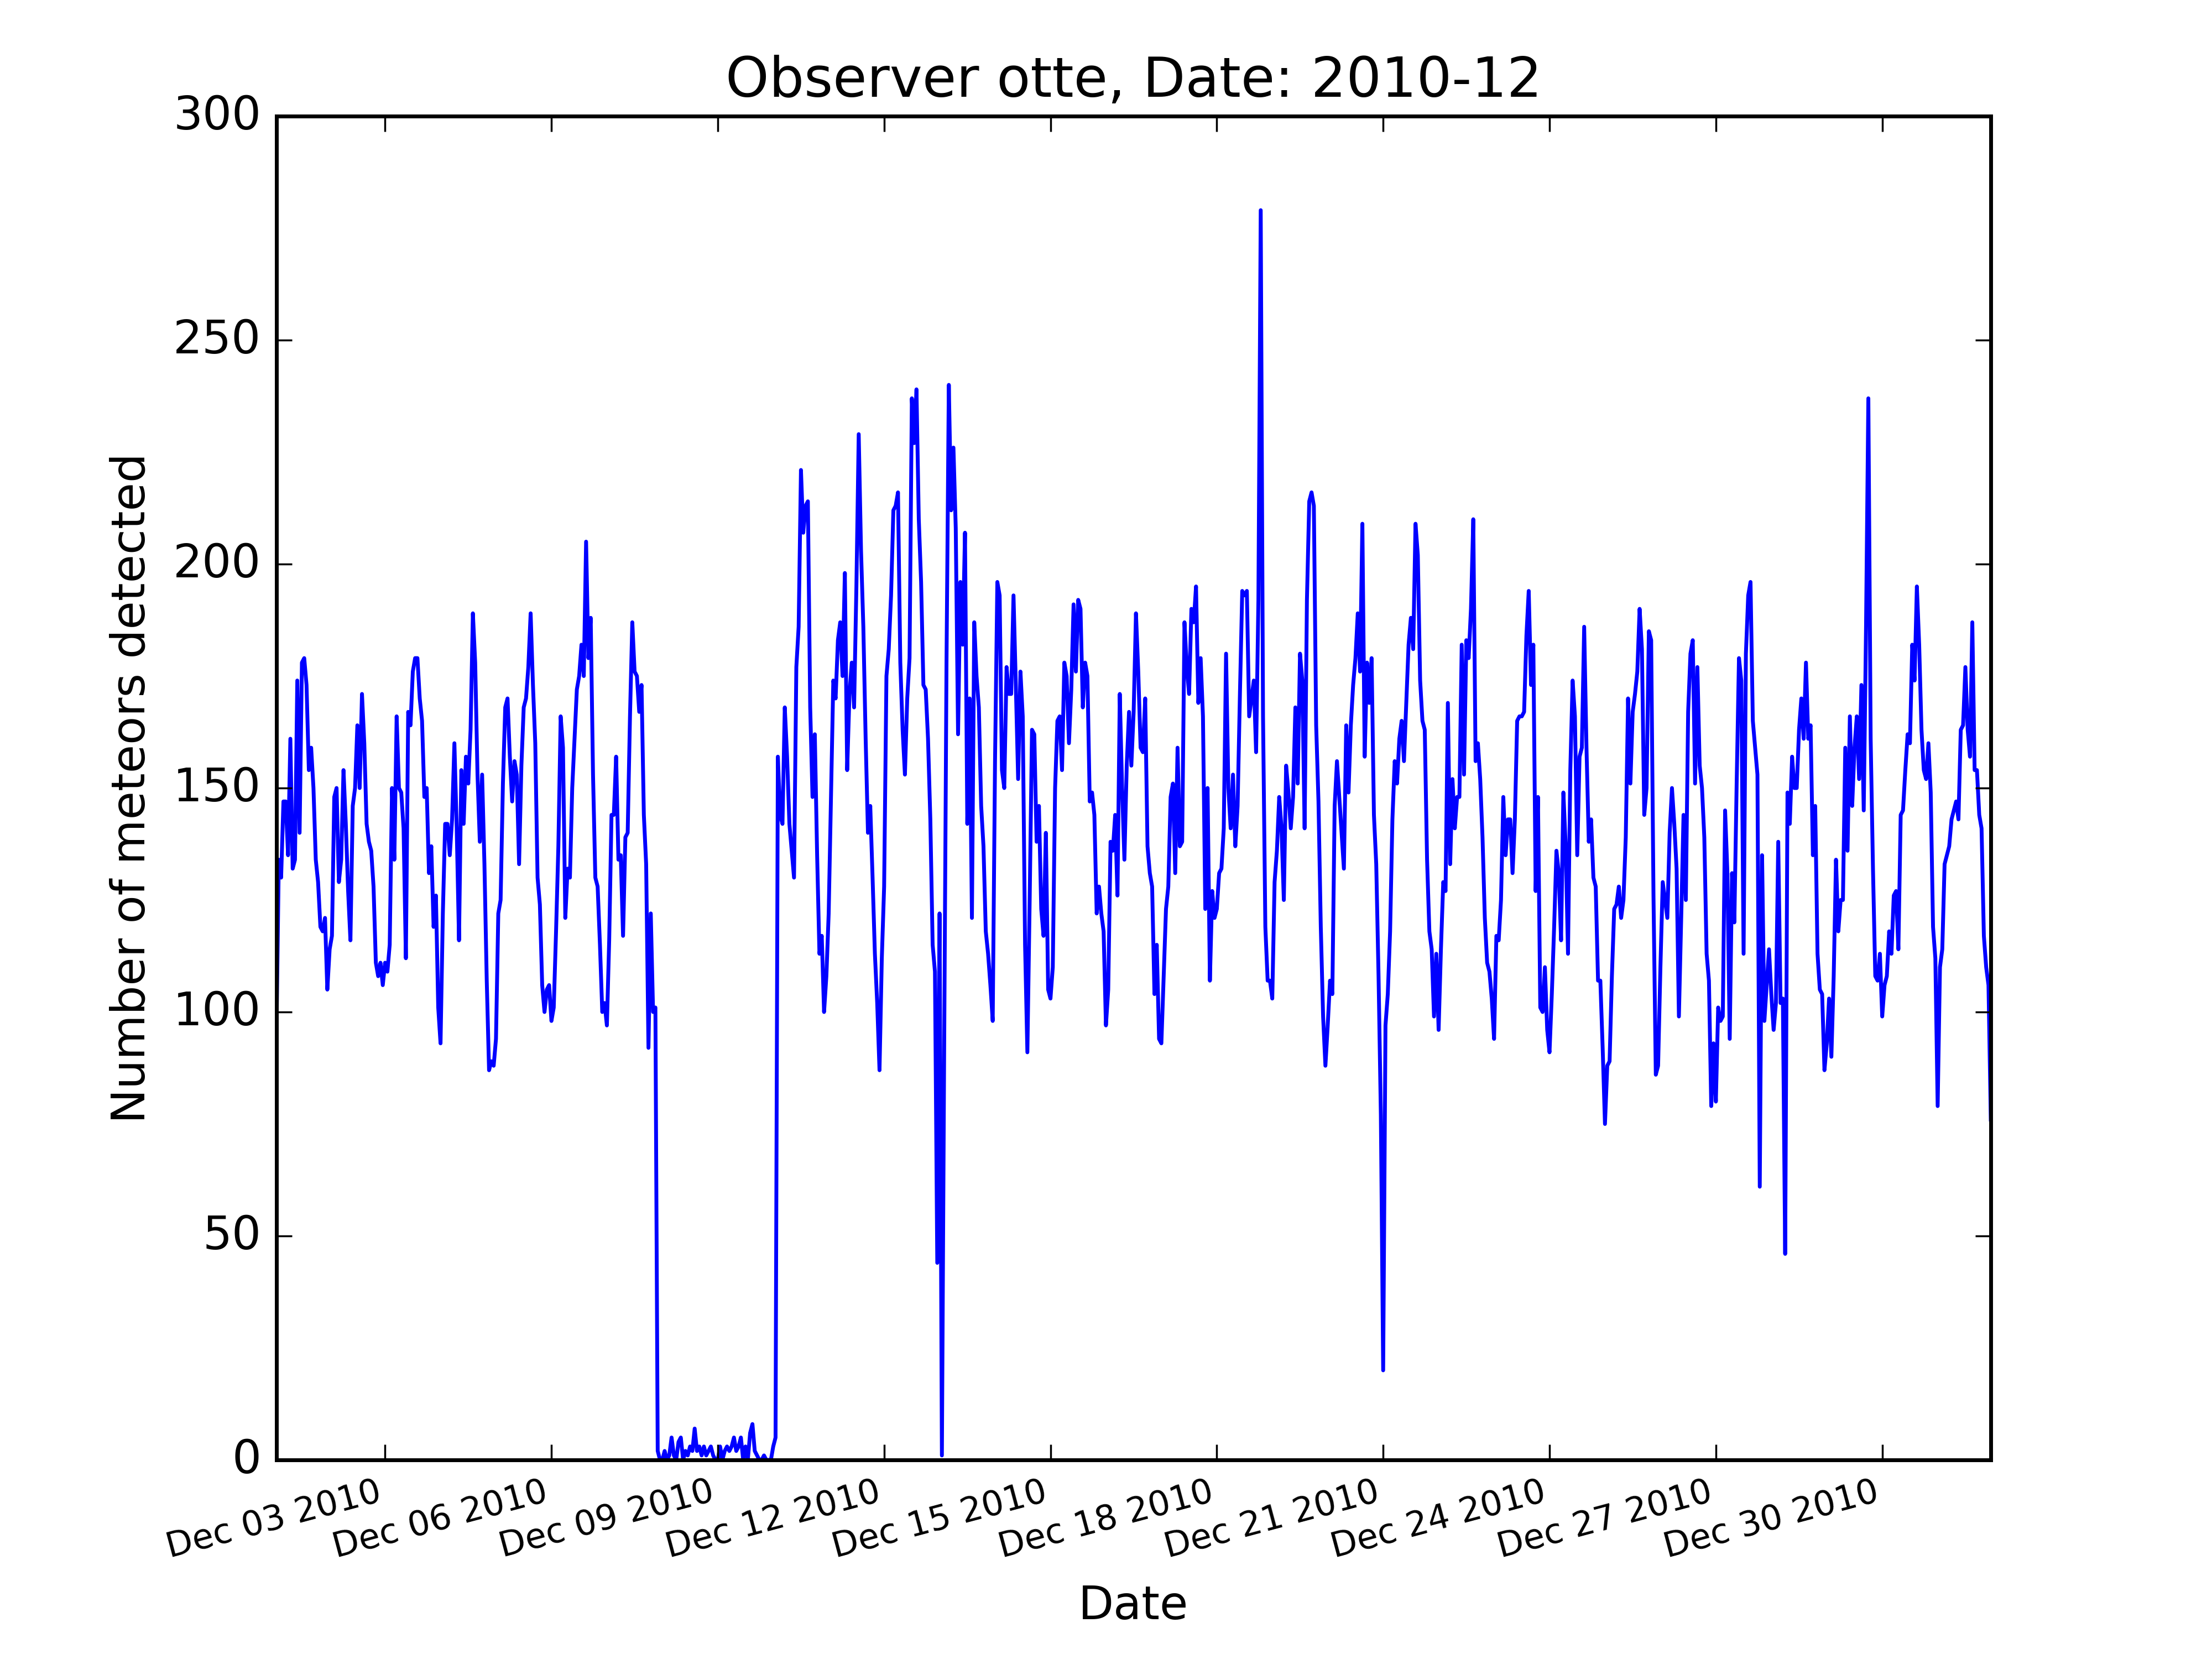 Observer otte, Date: 2010-12
300
250
200
150
100
50
0
Number of meteors detected
Dec 03 2010
Dec 06 2010
Dec 09 2010
Dec 12 2010
Dec 15 2010
Dec 18 2010
Dec 21 2010
Dec 24 2010
Dec 27 2010
Dec 30 2010
Date